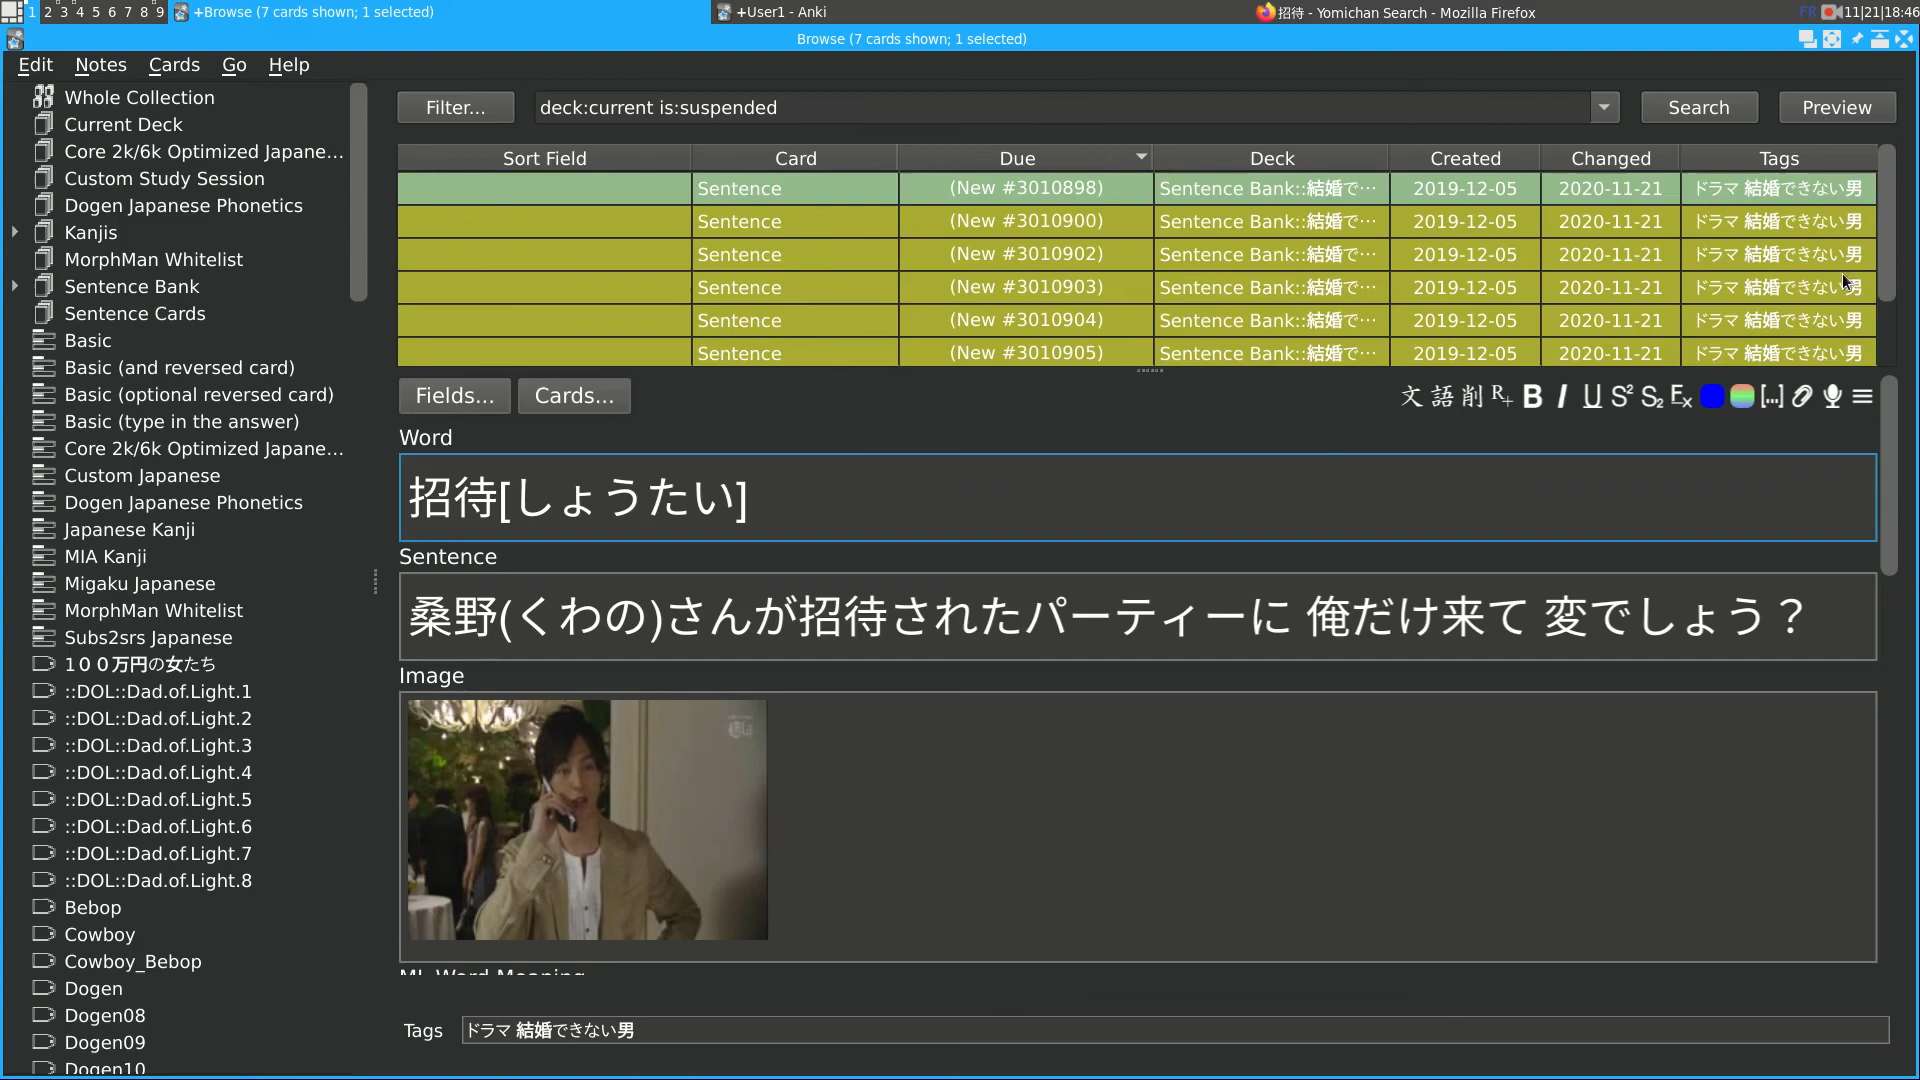 1 2 3 4 5 6 7 8 9 +Browse (7 cards shown; 1 selected) +User1 - Anki 招待 - Yomichan Search - Mozilla Firefox FR 11|21|18:46
Browse (7 cards shown; 1 selected)
Edit Notes Cards Go Help
Whole Collection
Current Deck
Core 2k/6k Optimized Japane...
Custom Study Session
Dogen Japanese Phonetics
Kanjis
MorphMan Whitelist
Sentence Bank
Sentence Cards
Basic
Basic (and reversed card)
Basic (optional reversed card)
Basic (type in the answer)
Core 2k/6k Optimized Japane...
Custom Japanese
Dogen Japanese Phonetics
Japanese Kanji
MIA Kanji
Migaku Japanese
MorphMan Whitelist
Subs2srs Japanese
1００万円の女たち
::DOL::Dad.of.Light.1
::DOL::Dad.of.Light.2
::DOL::Dad.of.Light.3
::DOL::Dad.of.Light.4
::DOL::Dad.of.Light.5
::DOL::Dad.of.Light.6
::DOL::Dad.of.Light.7
::DOL::Dad.of.Light.8
Bebop
Cowboy
Cowboy_Bebop
Dogen
Dogen08
Dogen09
Dogen10
Filter... deck:current is:suspended Search Preview
Sort Field Card Due Deck Created Changed Tags
Sentence (New #3010898) Sentence Bank::結婚で… 2019-12-05 2020-11-21 ドラマ 結婚できない男
Sentence (New #3010900) Sentence Bank::結婚で… 2019-12-05 2020-11-21 ドラマ 結婚できない男
Sentence (New #3010902) Sentence Bank::結婚で… 2019-12-05 2020-11-21 ドラマ 結婚できない男
Sentence (New #3010903) Sentence Bank::結婚で… 2019-12-05 2020-11-21 ドラマ 結婚できない男
Sentence (New #3010904) Sentence Bank::結婚で… 2019-12-05 2020-11-21 ドラマ 結婚できない男
Sentence (New #3010905) Sentence Bank::結婚で… 2019-12-05 2020-11-21 ドラマ 結婚できない男
Fields... Cards... 文 語 削 R+ B I U S² S₂ Ex [...]
Word
招待[しょうたい]
Sentence
桑野(くわの)さんが招待されたパーティーに 俺だけ来て 変でしょう？
Image
ML Word Meaning
Tags ドラマ 結婚できない男